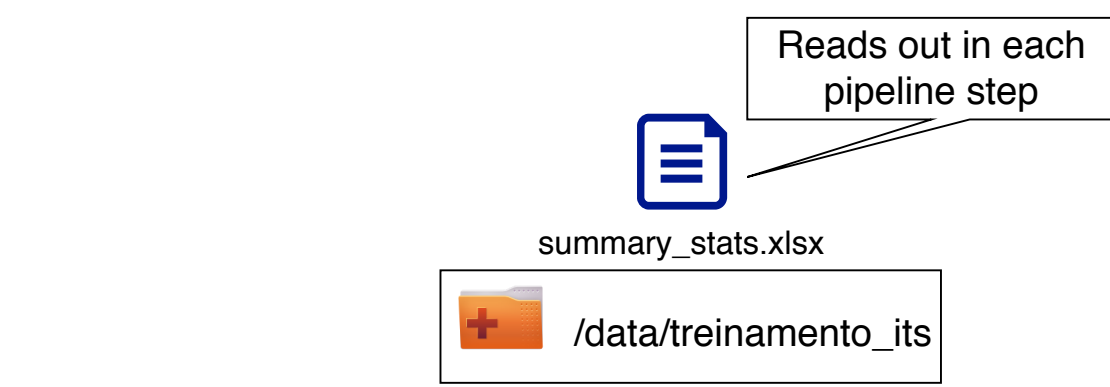 Reads out in each
pipeline step
summary_stats.xlsx
/data/treinamento_its